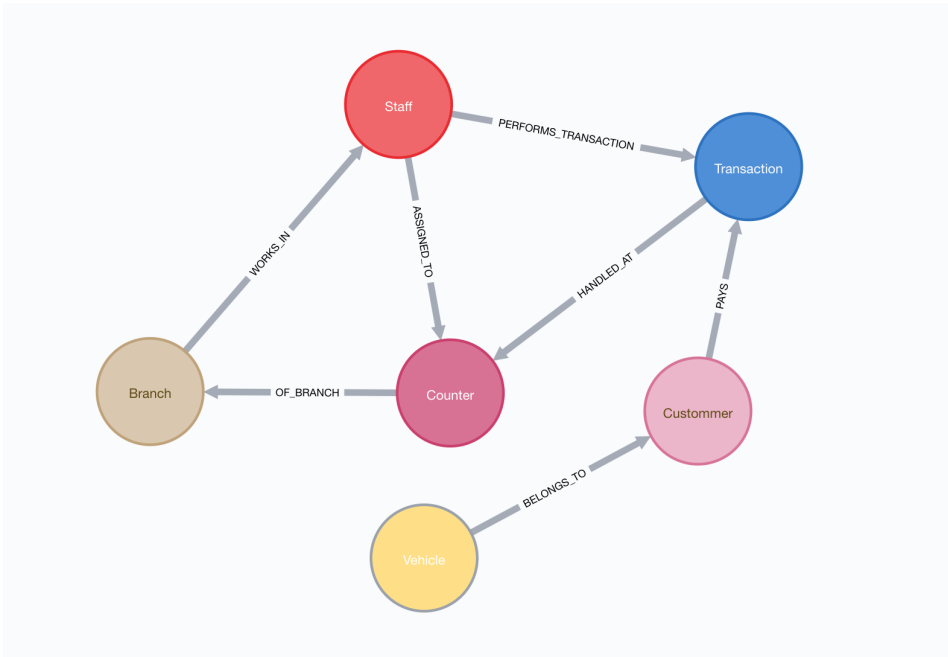 Staff
PERFORMS_TRANSACTION
Transaction
WORKS_IN
ASSIGNED_TO
HANDLED_AT
PAYS
Branch
OF_BRANCH
Counter
Custommer
BELONGS_TO
Vehicle